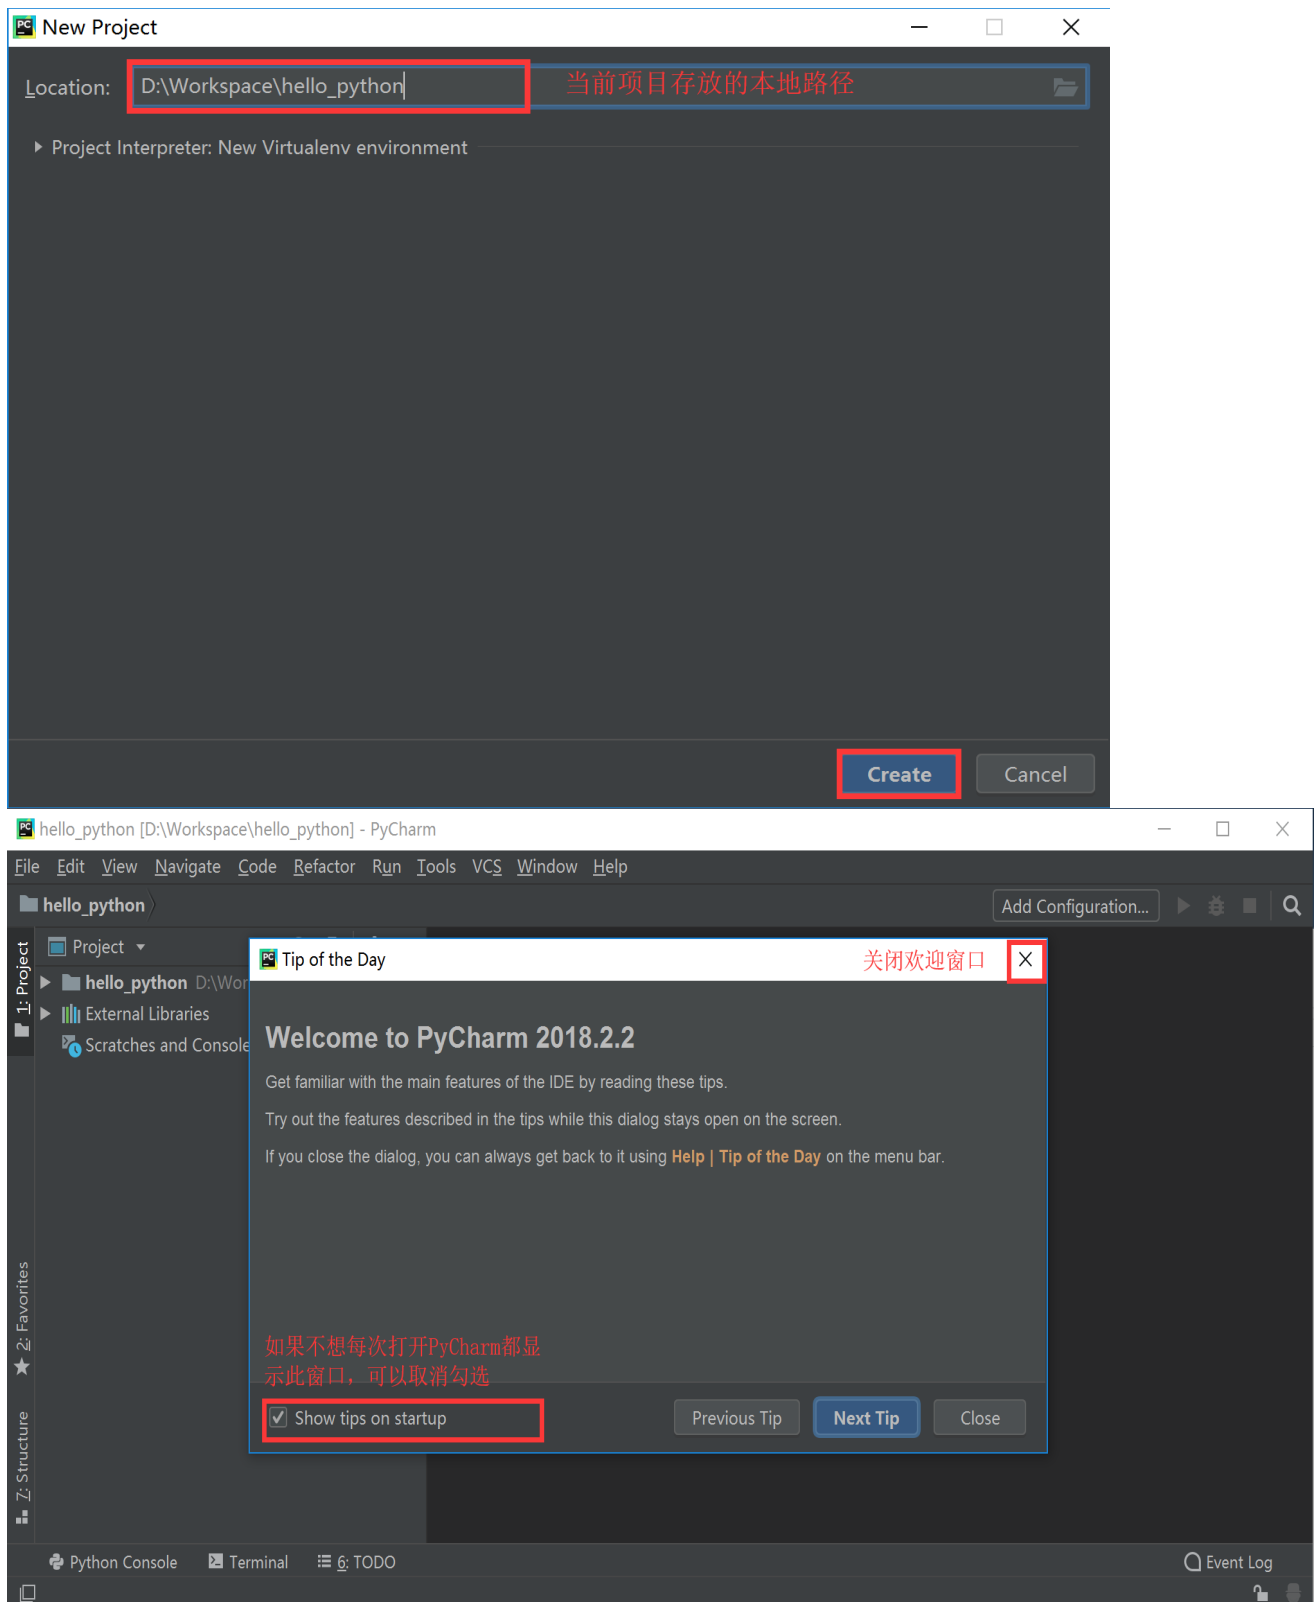 New Project
Location: D:\Workspace\hello_python 当前项目存放的本地路径
Project Interpreter: New Virtualenv environment
Create Cancel
hello_python [D:\Workspace\hello_python] - PyCharm
File Edit View Navigate Code Refactor Run Tools VCS Window Help
hello_python Add Configuration...
1: Project
Project
hello_python D:\Wor
External Libraries
Scratches and Console
Tip of the Day 关闭欢迎窗口
Welcome to PyCharm 2018.2.2
Get familiar with the main features of the IDE by reading these tips.
Try out the features described in the tips while this dialog stays open on the screen.
If you close the dialog, you can always get back to it using Help | Tip of the Day on the menu bar.
如果不想每次打开PyCharm都显
示此窗口，可以取消勾选
Show tips on startup Previous Tip Next Tip Close
2: Favorites
7: Structure
Python Console Terminal 6: TODO Event Log